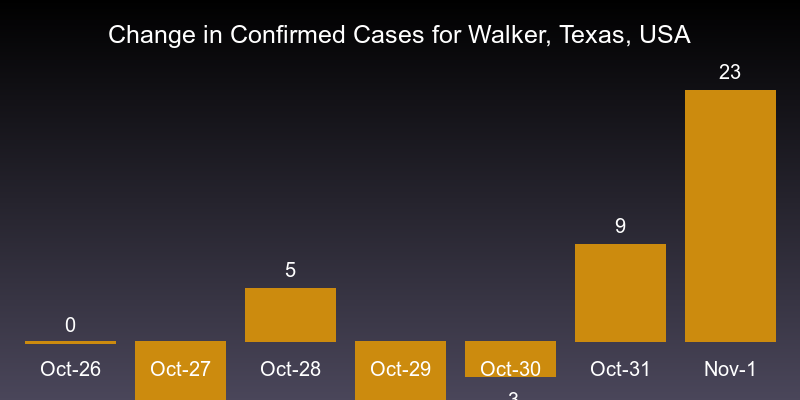 Change in Confirmed Cases for Walker, Texas, USA
23
9
5
0
Oct-26 Oct-27 Oct-28 Oct-29 Oct-30 Oct-31 Nov-1